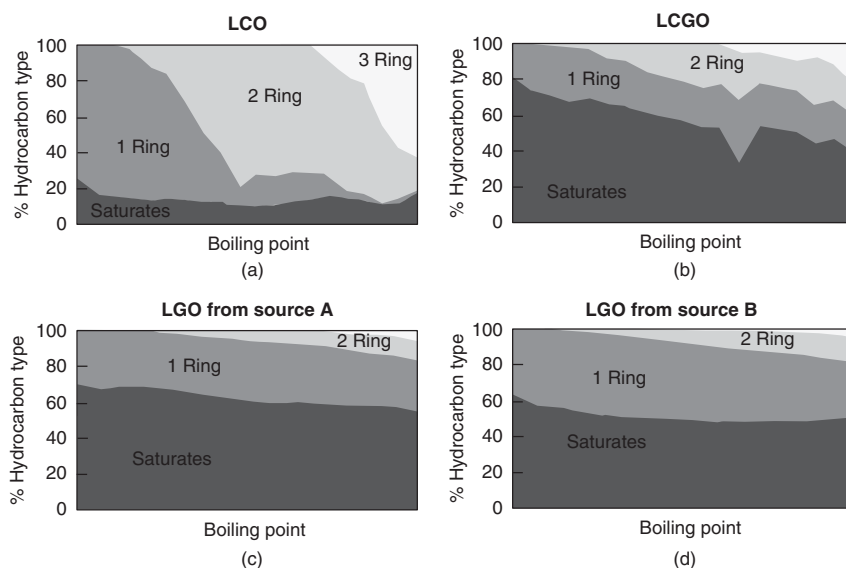 LCO
% Hydrocarbon type
100
80
60
40
20
0
3 Ring
2 Ring
1 Ring
Saturates
Boiling point
(a)
LCGO
% Hydrocarbon type
100
80
60
40
20
0
2 Ring
1 Ring
Saturates
Boiling point
(b)
LGO from source A
% Hydrocarbon type
100
80
60
40
20
0
2 Ring
1 Ring
Saturates
Boiling point
(c)
LGO from source B
% Hydrocarbon type
100
80
60
40
20
0
2 Ring
1 Ring
Saturates
Boiling point
(d)